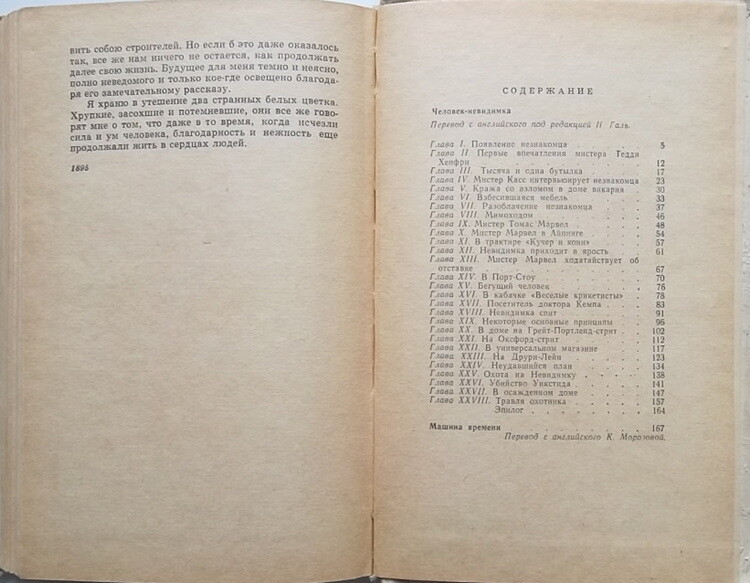 вить собою строителей. Но если б это даже оказалось
так, все же нам ничего не остается, как продолжать
далее свою жизнь. Будущее для меня темно и неясно,
полно неведомого и только кое-где освещено благода-
ря его замечательному рассказу.
Я храню в утешение два странных белых цветка.
Хрупкие, засохшие и потемневшие, они все же гово-
рят мне о том, что даже в то время, когда исчезли
сила и ум человека, благодарность и нежность еще
продолжали жить в сердцах людей.
1895
СОДЕРЖАНИЕ
Человек-невидимка
Перевод с английского под редакцией Н Галь.
Глава I. Появление незнакомца . . . . 5
Глава II Первые впечатления мистера Тедди
Хенфри . . . . 12
Глава III. Тысяча и одна бутылка . . . . 17
Глава IV. Мистер Касс интервьюирует незнакомца 23
Глава V. Кража со взломом в доме викария . . 30
Глава VI. Взбесившаяся мебель . . . . 33
Глава VII. Разоблачение незнакомца . . . . 37
Глава VIII. Мимоходом . . . . 46
Глава IX. Мистер Томас Марвел . . . . 48
Глава X. Мистер Марвел в Айпинге . . . . 54
Глава XI. В трактире «Кучер и кони» . . . . 57
Глава XII. Невидимка приходит в ярость . . 61
Глава XIII. Мистер Марвел ходатайствует об
отставке . . . . 67
Глава XIV. В Порт-Стоу . . . . 70
Глава XV. Бегущий человек . . . . 76
Глава XVI. В кабачке «Веселые крикетисты» . . 78
Глава XVII. Посетитель доктора Кемпа . . . 83
Глава XVIII. Невидимка спит . . . . 91
Глава XIX. Некоторые основные принципы . . 96
Глава XX. В доме на Грейт-Портленд-стрит . . 102
Глава XXI. На Оксфорд-стрит . . . . 112
Глава XXII. В универсальном магазине . . . 117
Глава XXIII. На Друри-Лейн . . . . 123
Глава XXIV. Неудавшийся план . . . . 134
Глава XXV. Охота на Невидимку . . . . 138
Глава XXVI. Убийство Уикстида . . . . 141
Глава XXVII. В осажденном доме . . . . 147
Глава XXVIII. Травля охотника . . . . 157
Эпилог . . . . 164
Машина времени . . . . 167
Перевод с английского К. Морозовой.